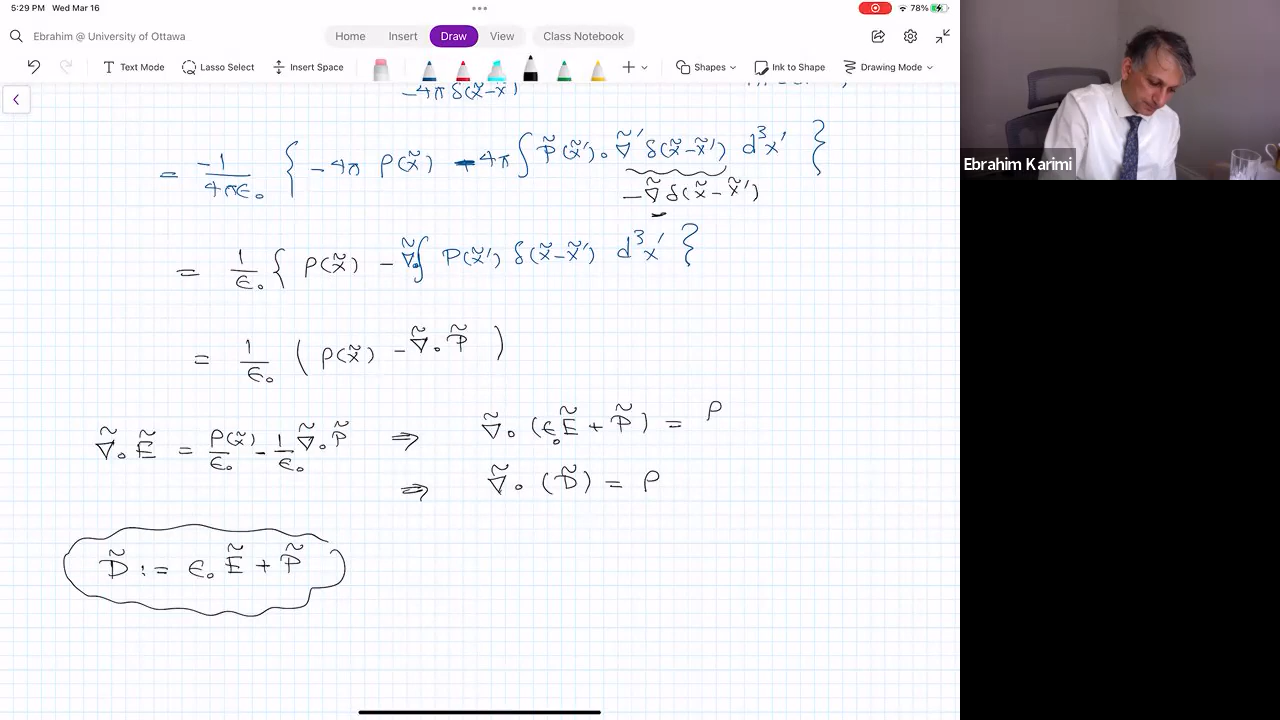 5:29 PM Wed Mar 16
78%
Ebrahim @ University of Ottawa
Home Insert Draw View Class Notebook
Text Mode Lasso Select Insert Space Shapes Ink to Shape Drawing Mode
-4π δ(x̃-x̃')
= -1/4πϵ₀ { -4π ρ(x̃) -4π ∫ P̃(x̃')•∇̃' δ(x̃-x̃') d³x' }
-∇̃ δ(x̃-x̃')
= 1/ϵ₀ { ρ(x̃) - ∇̃•∫ P(x̃') δ(x̃-x̃') d³x' }
= 1/ϵ₀ ( ρ(x̃) - ∇̃•P̃ )
∇̃•Ẽ = ρ(x̃)/ϵ₀ - 1/ϵ₀ ∇̃•P̃ ⇒ ∇̃•(ϵ₀Ẽ + P̃) = ρ
⇒ ∇̃•(D̃) = ρ
D̃ := ϵ₀ Ẽ + P̃
Ebrahim Karimi